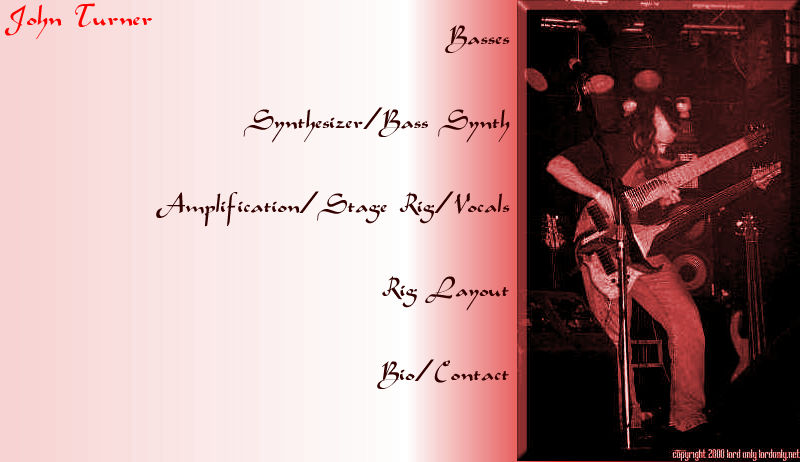 John Turner
Basses
Synthesizer/Bass Synth
Amplification/Stage Rig/Vocals
Rig Layout
Bio/Contact
copyright 2000 lord only lordonly.net